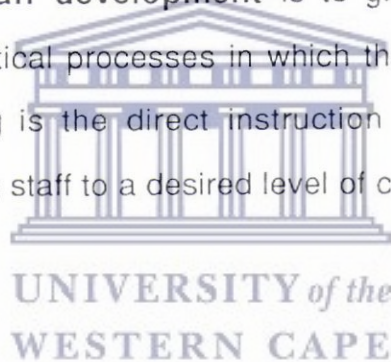 development is is
tical processes in which th
is the direct instruction
staff to a desired level of c
UNIVERSITY of the
WESTERN CAPE